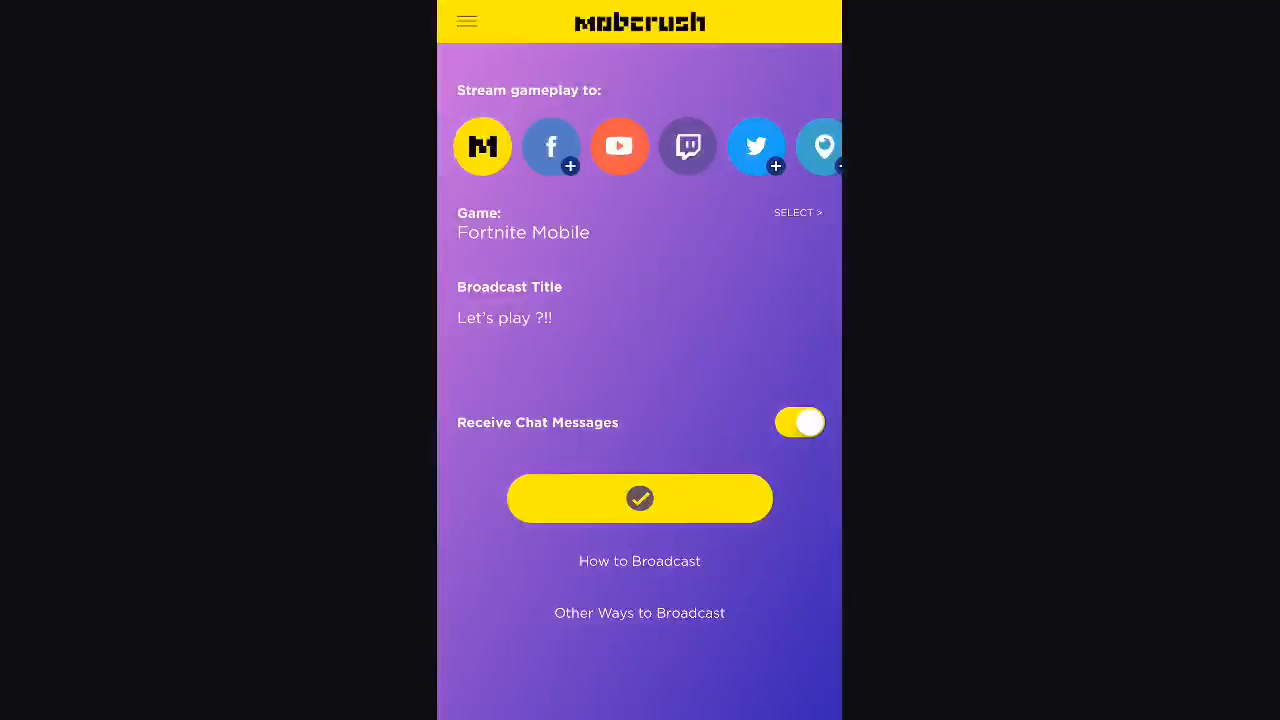 mobcrush
Stream gameplay to:
Game:
SELECT >
Fortnite Mobile
Broadcast Title
Let's play ?!!
Receive Chat Messages
How to Broadcast
Other Ways to Broadcast